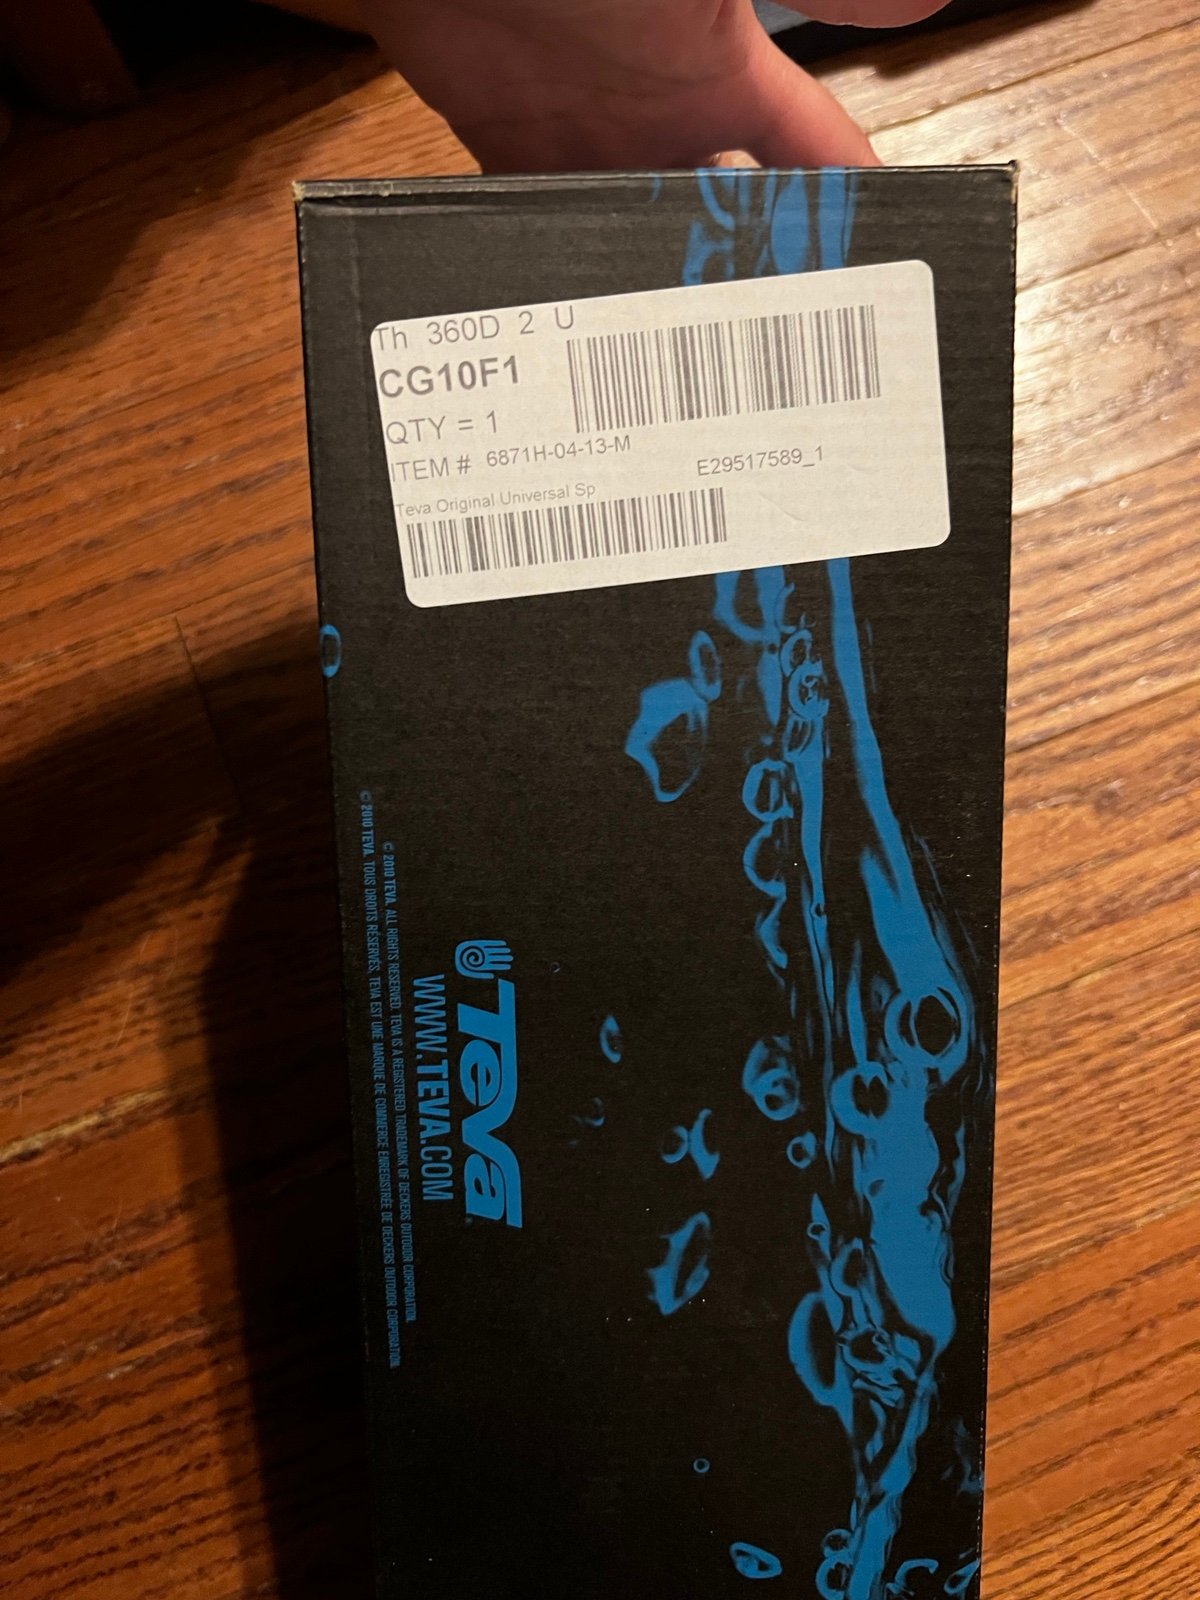 Th 360D 2 U
CG10F1
QTY = 1
ITEM # 6871H-04-13-M
E29517589_1
Teva Original Universal Sp
Teva
WWW.TEVA.COM
© 2010 TEVA. ALL RIGHTS RESERVED. TEVA IS A REGISTERED TRADEMARK OF DECKERS OUTDOOR CORPORATION.
© 2010 TEVA. TOUS DROITS RÉSERVÉS. TEVA EST UNE MARQUE DE COMMERCE ENREGISTRÉE DE DECKERS OUTDOOR CORPORATION.